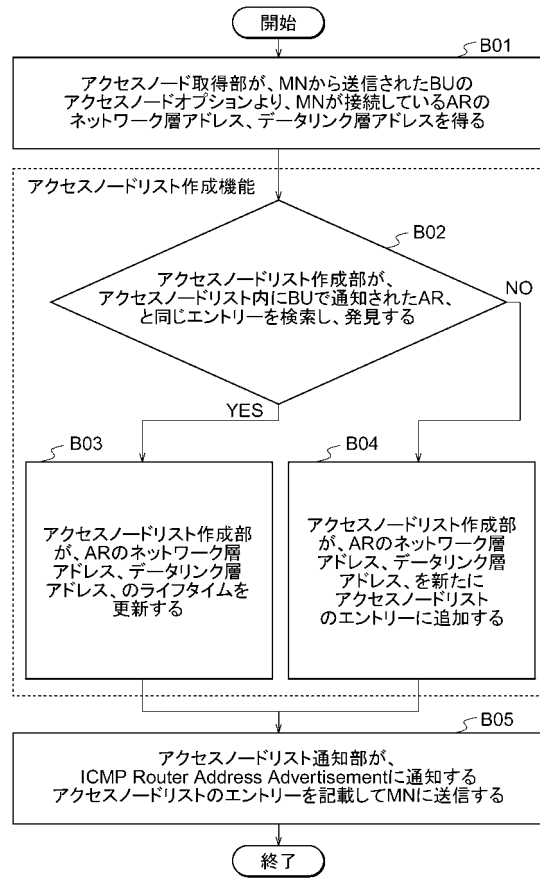 開始
B01
アクセスノード取得部が、MNから送信されたBUの
アクセスノードオプションより、MNが接続しているARの
ネットワーク層アドレス、データリンク層アドレスを得る
アクセスノードリスト作成機能
B02
アクセスノードリスト作成部が、
アクセスノードリスト内にBUで通知されたAR、
と同じエントリーを検索し、発見する
NO
YES
B03
アクセスノードリスト作成部
が、ARのネットワーク層
アドレス、データリンク層
アドレス、のライフタイムを
更新する
B04
アクセスノードリスト作成部
が、ARのネットワーク層
アドレス、データリンク層
アドレス、を新たに
アクセスノードリスト
のエントリーに追加する
B05
アクセスノードリスト通知部が、
ICMP Router Address Advertisementに通知する
アクセスノードリストのエントリーを記載してMNに送信する
終了